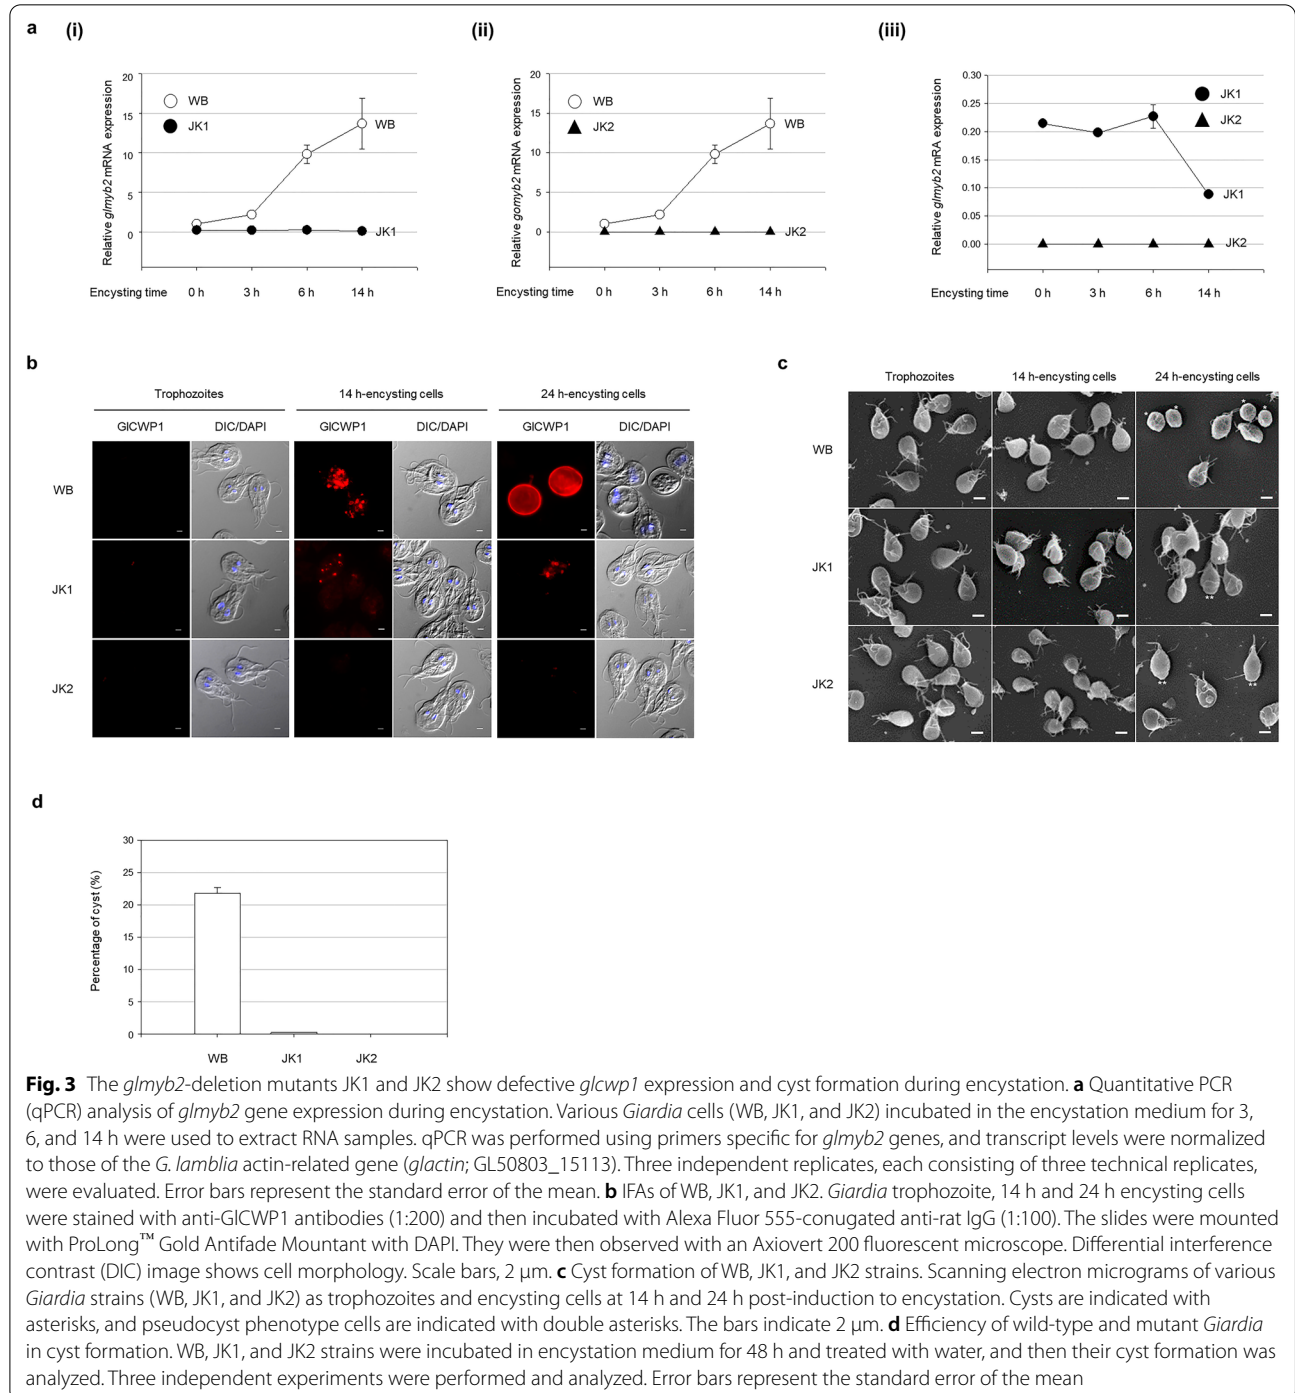 a (i) (ii) (iii)
Relative glmyb2 mRNA expression
20
15
10
5
0
WB
JK1
WB
JK1
Encysting time 0 h 3 h 6 h 14 h
Relative gomyb2 mRNA expression
20
15
10
5
0
WB
JK2
WB
JK2
Encysting time 0 h 3 h 6 h 14 h
Relative glmyb2 mRA expression
0.30
0.25
0.20
0.15
0.10
0.05
0.00
JK1
JK2
JK1
JK2
Encysting time 0 h 3 h 6 h 14 h
b
Trophozoites 14 h-encysting cells 24 h-encysting cells
GlCWP1 DIC/DAPI GlCWP1 DIC/DAPI GlCWP1 DIC/DAPI
WB
JK1
JK2
c
Trophozoites 14 h-encysting cells 24 h-encysting cells
WB
* * * *
JK1
**
JK2
** **
d
Percentage of cyst (%)
30
25
20
15
10
5
0
WB JK1 JK2
Fig. 3 The glmyb2-deletion mutants JK1 and JK2 show defective glcwp1 expression and cyst formation during encystation. a Quantitative PCR
(qPCR) analysis of glmyb2 gene expression during encystation. Various Giardia cells (WB, JK1, and JK2) incubated in the encystation medium for 3,
6, and 14 h were used to extract RNA samples. qPCR was performed using primers specific for glmyb2 genes, and transcript levels were normalized
to those of the G. lamblia actin-related gene (glactin; GL50803_15113). Three independent replicates, each consisting of three technical replicates,
were evaluated. Error bars represent the standard error of the mean. b IFAs of WB, JK1, and JK2. Giardia trophozoite, 14 h and 24 h encysting cells
were stained with anti-GlCWP1 antibodies (1:200) and then incubated with Alexa Fluor 555-conugated anti-rat IgG (1:100). The slides were mounted
with ProLong™ Gold Antifade Mountant with DAPI. They were then observed with an Axiovert 200 fluorescent microscope. Differential interference
contrast (DIC) image shows cell morphology. Scale bars, 2 μm. c Cyst formation of WB, JK1, and JK2 strains. Scanning electron micrograms of various
Giardia strains (WB, JK1, and JK2) as trophozoites and encysting cells at 14 h and 24 h post-induction to encystation. Cysts are indicated with
asterisks, and pseudocyst phenotype cells are indicated with double asterisks. The bars indicate 2 μm. d Efficiency of wild-type and mutant Giardia
in cyst formation. WB, JK1, and JK2 strains were incubated in encystation medium for 48 h and treated with water, and then their cyst formation was
analyzed. Three independent experiments were performed and analyzed. Error bars represent the standard error of the mean